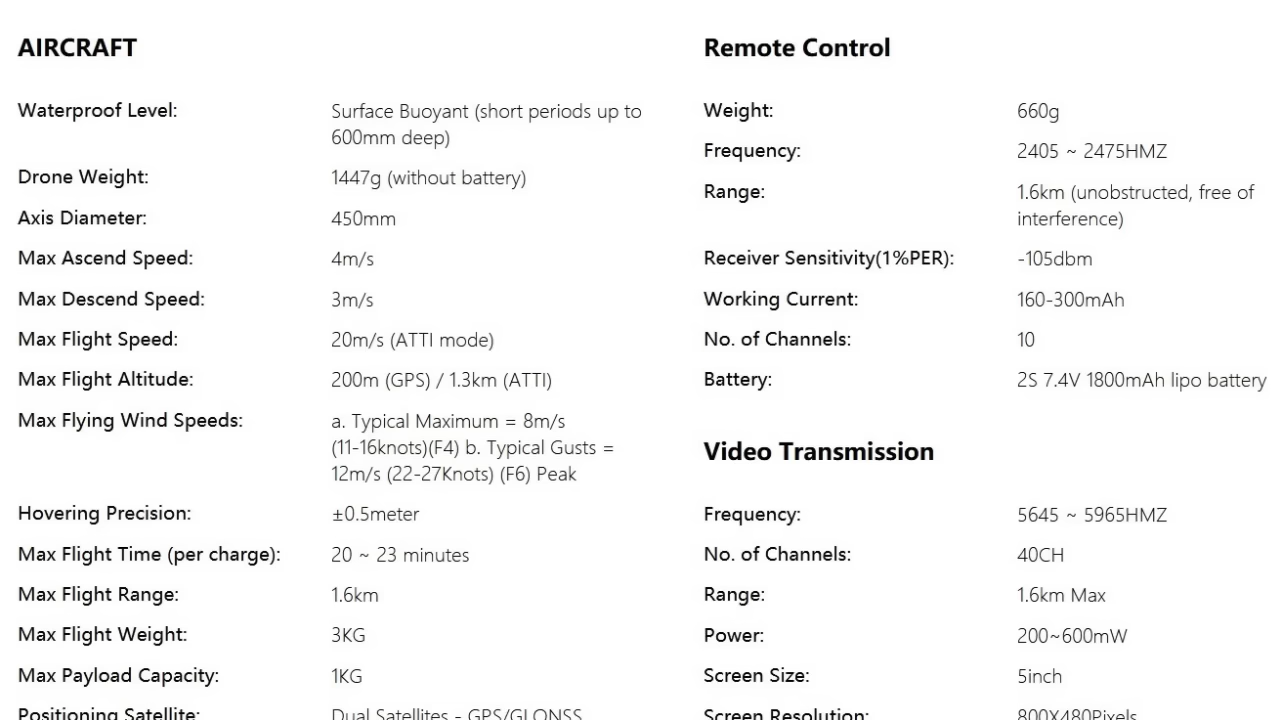 AIRCRAFT
Waterproof Level: Surface Buoyant (short periods up to
600mm deep)
Drone Weight: 1447g (without battery)
Axis Diameter: 450mm
Max Ascend Speed: 4m/s
Max Descend Speed: 3m/s
Max Flight Speed: 20m/s (ATTI mode)
Max Flight Altitude: 200m (GPS) / 1.3km (ATTI)
Max Flying Wind Speeds: a. Typical Maximum = 8m/s
(11-16knots)(F4) b. Typical Gusts =
12m/s (22-27Knots) (F6) Peak
Hovering Precision: ±0.5meter
Max Flight Time (per charge): 20 ~ 23 minutes
Max Flight Range: 1.6km
Max Flight Weight: 3KG
Max Payload Capacity: 1KG
Positioning Satellite: Dual Satellites - GPS/GLONSS
Remote Control
Weight: 660g
Frequency: 2405 ~ 2475HMZ
Range: 1.6km (unobstructed, free of
interference)
Receiver Sensitivity(1%PER): -105dbm
Working Current: 160-300mAh
No. of Channels: 10
Battery: 2S 7.4V 1800mAh lipo battery
Video Transmission
Frequency: 5645 ~ 5965HMZ
No. of Channels: 40CH
Range: 1.6km Max
Power: 200~600mW
Screen Size: 5inch
Screen Resolution: 800X480Pixels